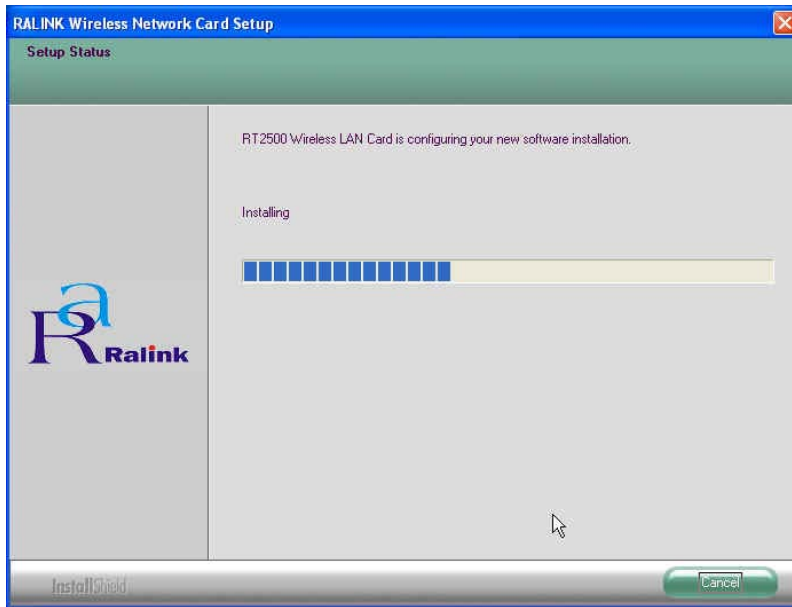 RALINK Wireless Network Card Setup
Setup Status
RT2500 Wireless LAN Card is configuring your new software installation.
Installing
Ra
Ralink
InstallShield
Cancel